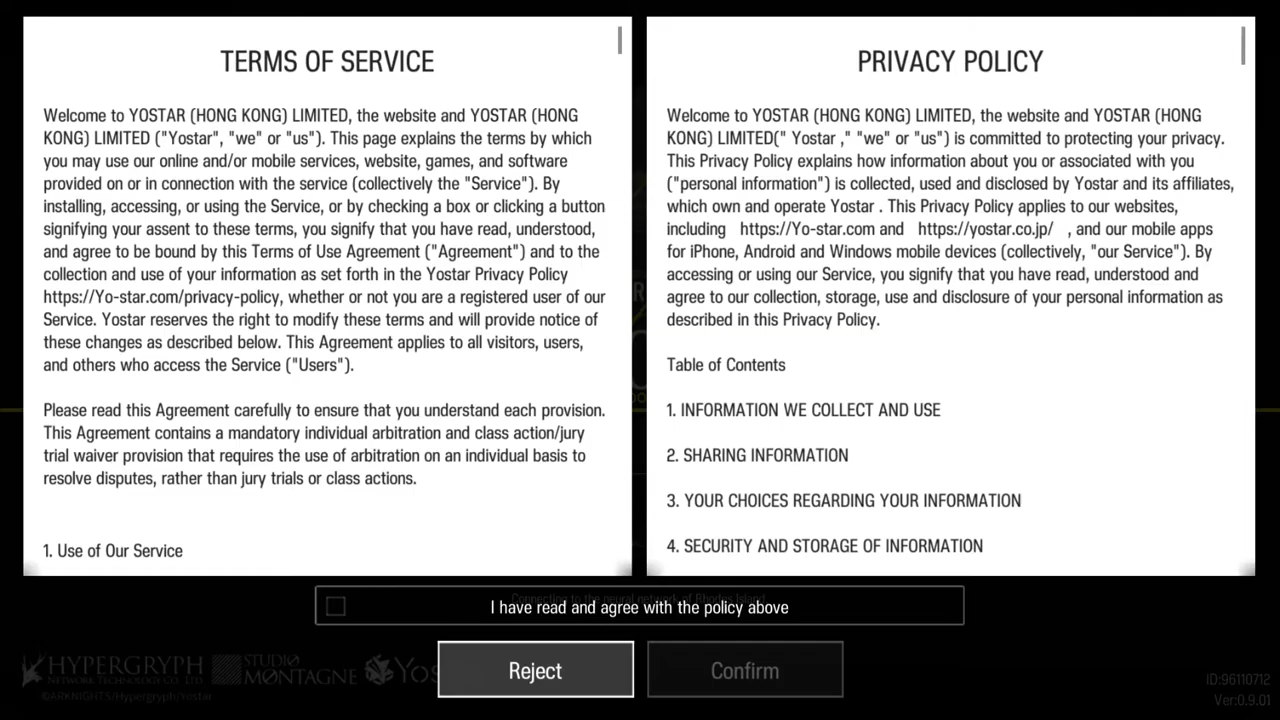 TERMS OF SERVICE
Welcome to YOSTAR (HONG KONG) LIMITED, the website and YOSTAR (HONG
KONG) LIMITED ("Yostar", "we" or "us"). This page explains the terms by which
you may use our online and/or mobile services, website, games, and software
provided on or in connection with the service (collectively the "Service"). By
installing, accessing, or using the Service, or by checking a box or clicking a button
signifying your assent to these terms, you signify that you have read, understood,
and agree to be bound by this Terms of Use Agreement ("Agreement") and to the
collection and use of your information as set forth in the Yostar Privacy Policy
https://Yo-star.com/privacy-policy, whether or not you are a registered user of our
Service. Yostar reserves the right to modify these terms and will provide notice of
these changes as described below. This Agreement applies to all visitors, users,
and others who access the Service ("Users").
Please read this Agreement carefully to ensure that you understand each provision.
This Agreement contains a mandatory individual arbitration and class action/jury
trial waiver provision that requires the use of arbitration on an individual basis to
resolve disputes, rather than jury trials or class actions.
1. Use of Our Service
PRIVACY POLICY
Welcome to YOSTAR (HONG KONG) LIMITED, the website and YOSTAR (HONG
KONG) LIMITED(" Yostar ," "we" or "us") is committed to protecting your privacy.
This Privacy Policy explains how information about you or associated with you
("personal information") is collected, used and disclosed by Yostar and its affiliates,
which own and operate Yostar . This Privacy Policy applies to our websites,
including https://Yo-star.com and https://yostar.co.jp/ , and our mobile apps
for iPhone, Android and Windows mobile devices (collectively, "our Service"). By
accessing or using our Service, you signify that you have read, understood and
agree to our collection, storage, use and disclosure of your personal information as
described in this Privacy Policy.
Table of Contents
1. INFORMATION WE COLLECT AND USE
2. SHARING INFORMATION
3. YOUR CHOICES REGARDING YOUR INFORMATION
4. SECURITY AND STORAGE OF INFORMATION
Connecting to the neural network of Rhodes Island
I have read and agree with the policy above
Reject
Confirm
HYPERGRYPH
NETWORK TECHNOLOGY CO., LTD
STUDIO
MONTAGNE
©ARKNIGHTS/Hypergryph/Yostar
ID:96110712
Ver:0.9.01